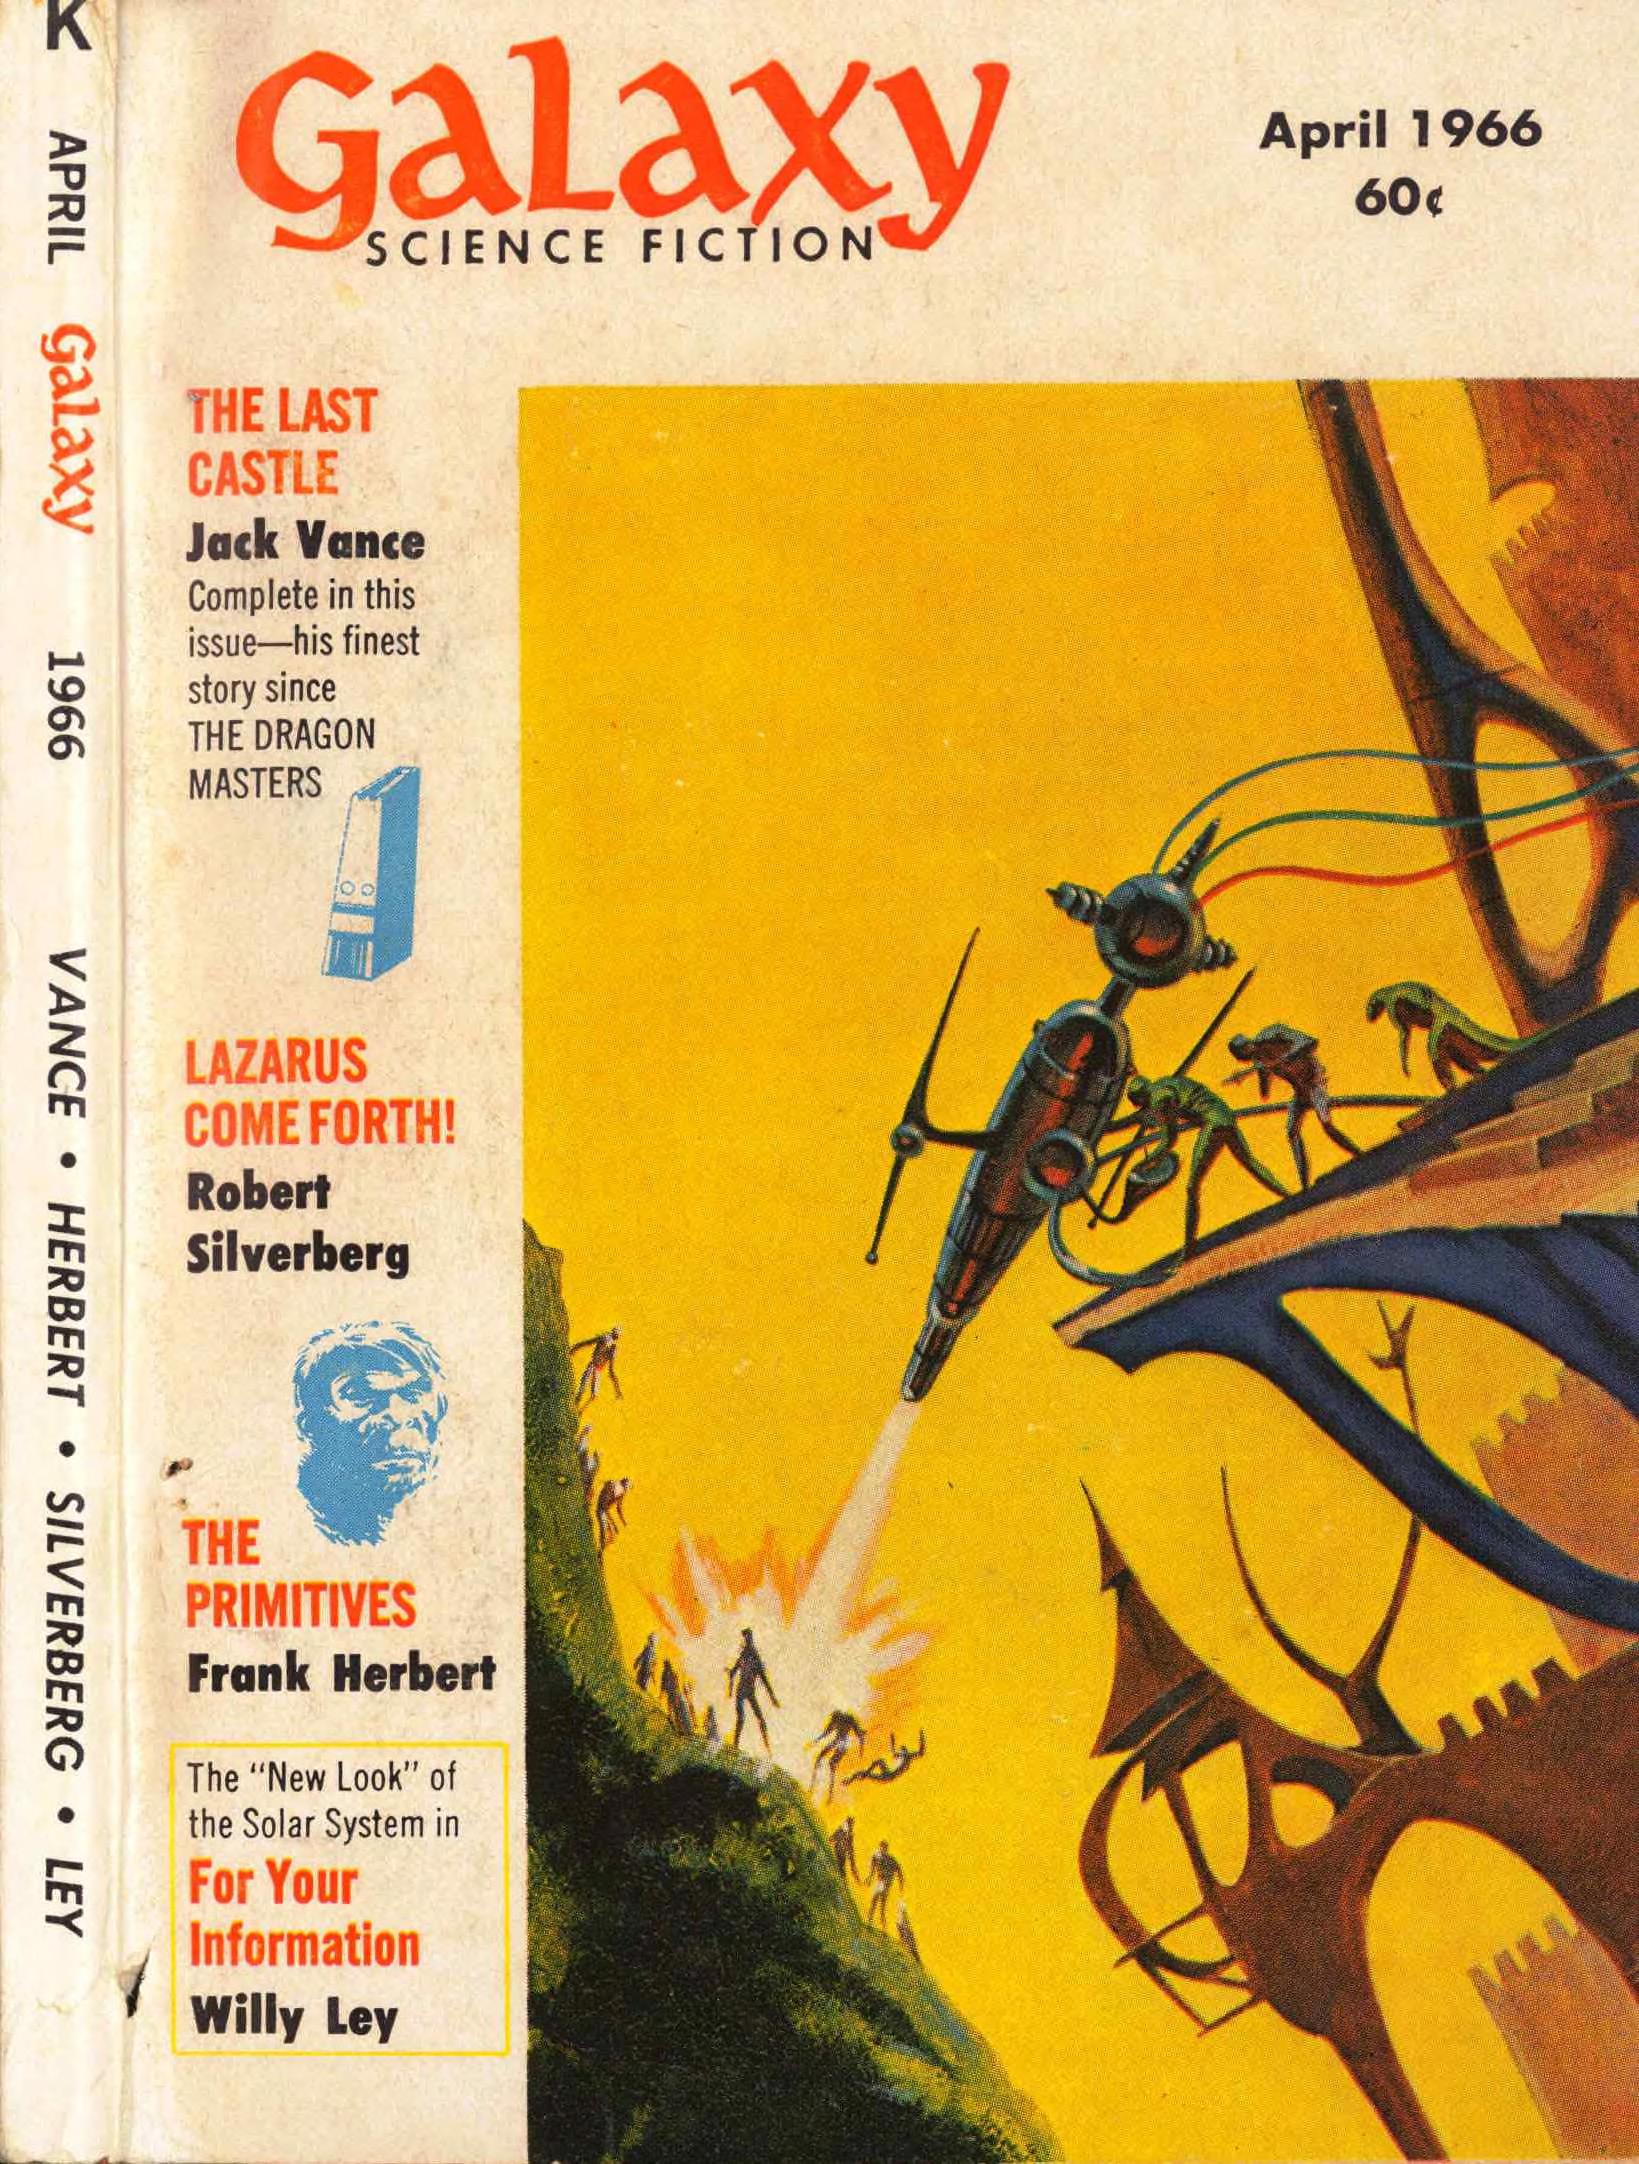 K APRIL Galaxy 1966 VANCE • HERBERT • SILVERBERG • LEY
Galaxy
SCIENCE FICTION
April 1966
60¢
THE LAST
CASTLE
Jack Vance
Complete in this
issue—his finest
story since
THE DRAGON
MASTERS
LAZARUS
COME FORTH!
Robert
Silverberg
THE
PRIMITIVES
Frank Herbert
The "New Look" of
the Solar System in
For Your
Information
Willy Ley